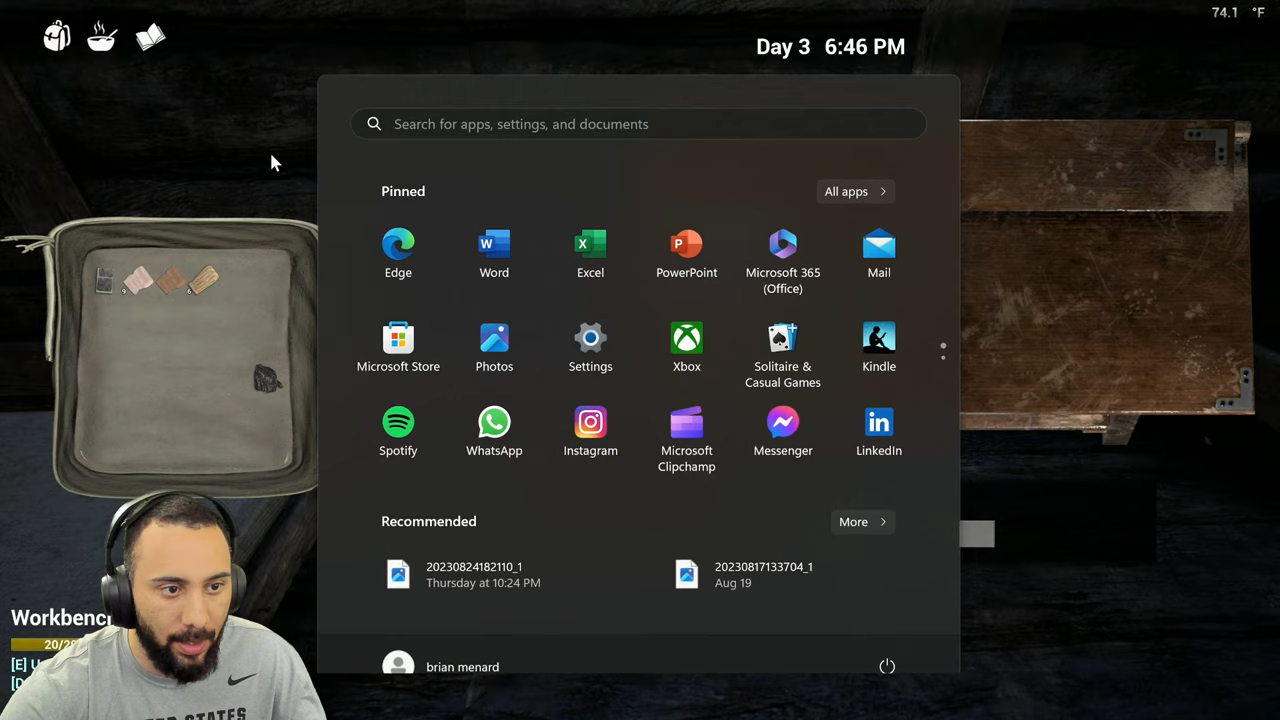 74.1 °F
Day 3 6:46 PM
Search for apps, settings, and documents
Pinned
All apps
Edge
Word
Excel
PowerPoint
Microsoft 365
(Office)
Mail
Microsoft Store
Photos
Settings
Xbox
Solitaire &
Casual Games
Kindle
Spotify
WhatsApp
Instagram
Microsoft
Clipchamp
Messenger
LinkedIn
Recommended
More
20230824182110_1
Thursday at 10:24 PM
20230817133704_1
Aug 19
brian menard
9
6
Workbenc
[E] U